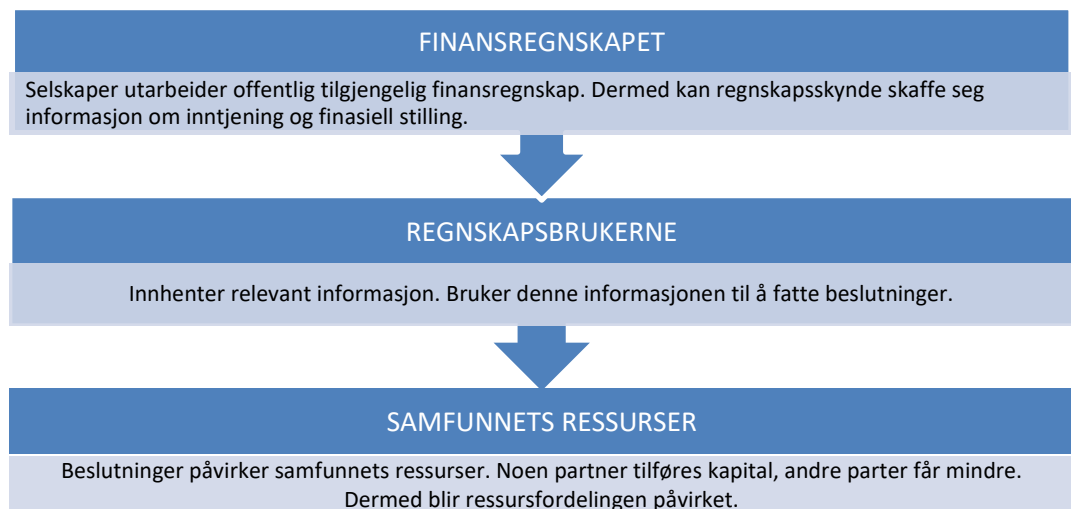 FINANSREGNSKAPET
Selskaper utarbeider offentlig tilgjengelig finansregnskap. Dermed kan regnskapsskynde skaffe seg
informasjon om inntjening og finasiell stilling.
REGNSKAPSBRUKERNE
Innhenter relevant informasjon. Bruker denne informasjonen til å fatte beslutninger.
SAMFUNNETS RESSURSER
Beslutninger påvirker samfunnets ressurser. Noen partner tilføres kapital, andre parter får mindre.
Dermed blir ressursfordelingen påvirket.